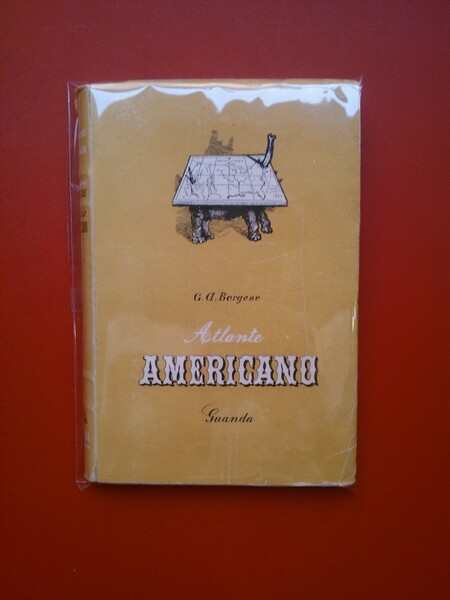 G. A. Borgese
Atlante
AMERICANO
Guanda